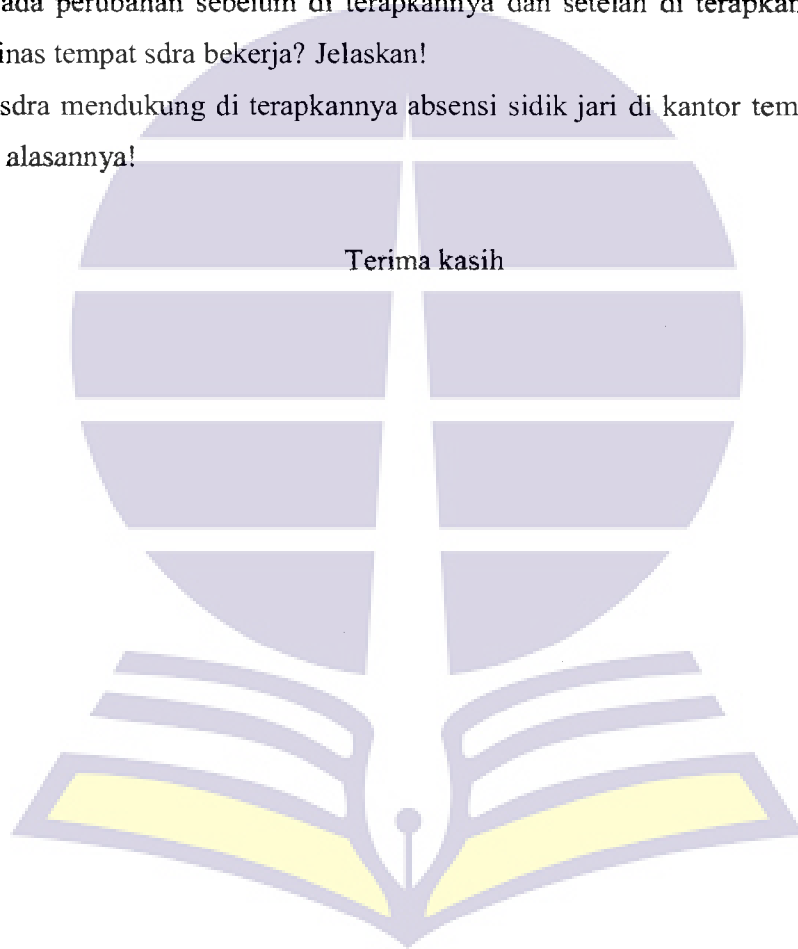 ada perubahan sebelum di terapkannya dan setelah di terapkan
inas tempat sdra bekerja? Jelaskan!
sdra mendukung di terapkannya absensi sidik jari di kantor tem
alasannya!
Terima kasih